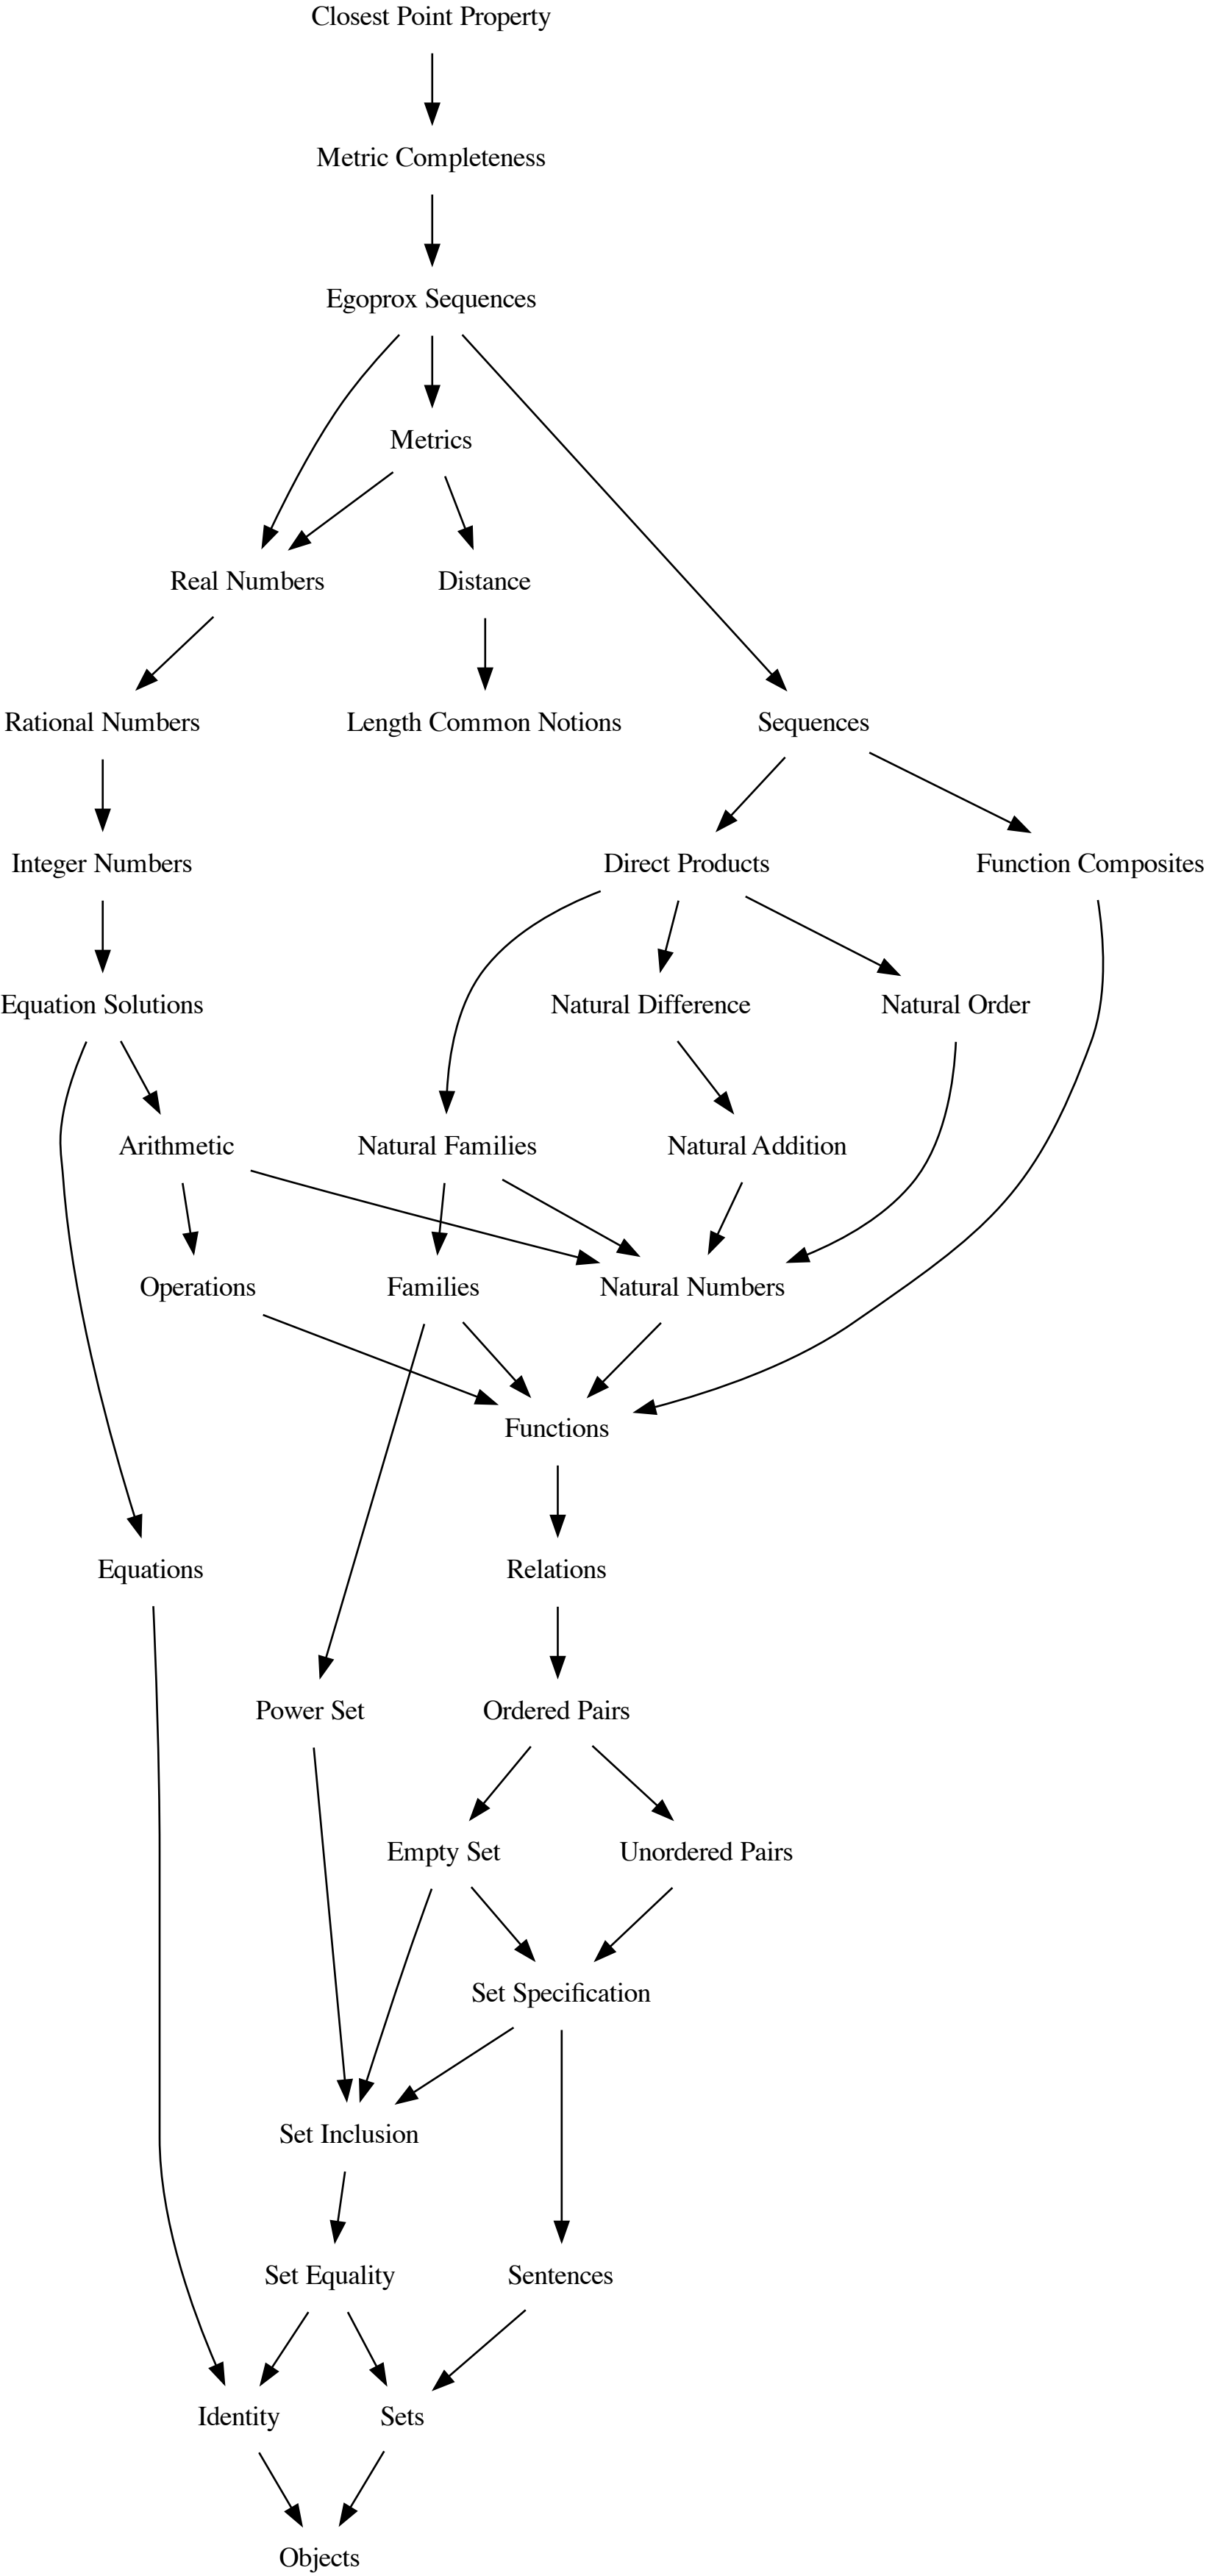 Closest Point Property
Metric Completeness
Egoprox Sequences
Metrics
Real Numbers
Distance
Rational Numbers
Length Common Notions
Sequences
Integer Numbers
Direct Products
Function Composites
Equation Solutions
Natural Difference
Natural Order
Arithmetic
Natural Families
Natural Addition
Operations
Families
Natural Numbers
Functions
Equations
Relations
Power Set
Ordered Pairs
Empty Set
Unordered Pairs
Set Specification
Set Inclusion
Set Equality
Sentences
Identity
Sets
Objects